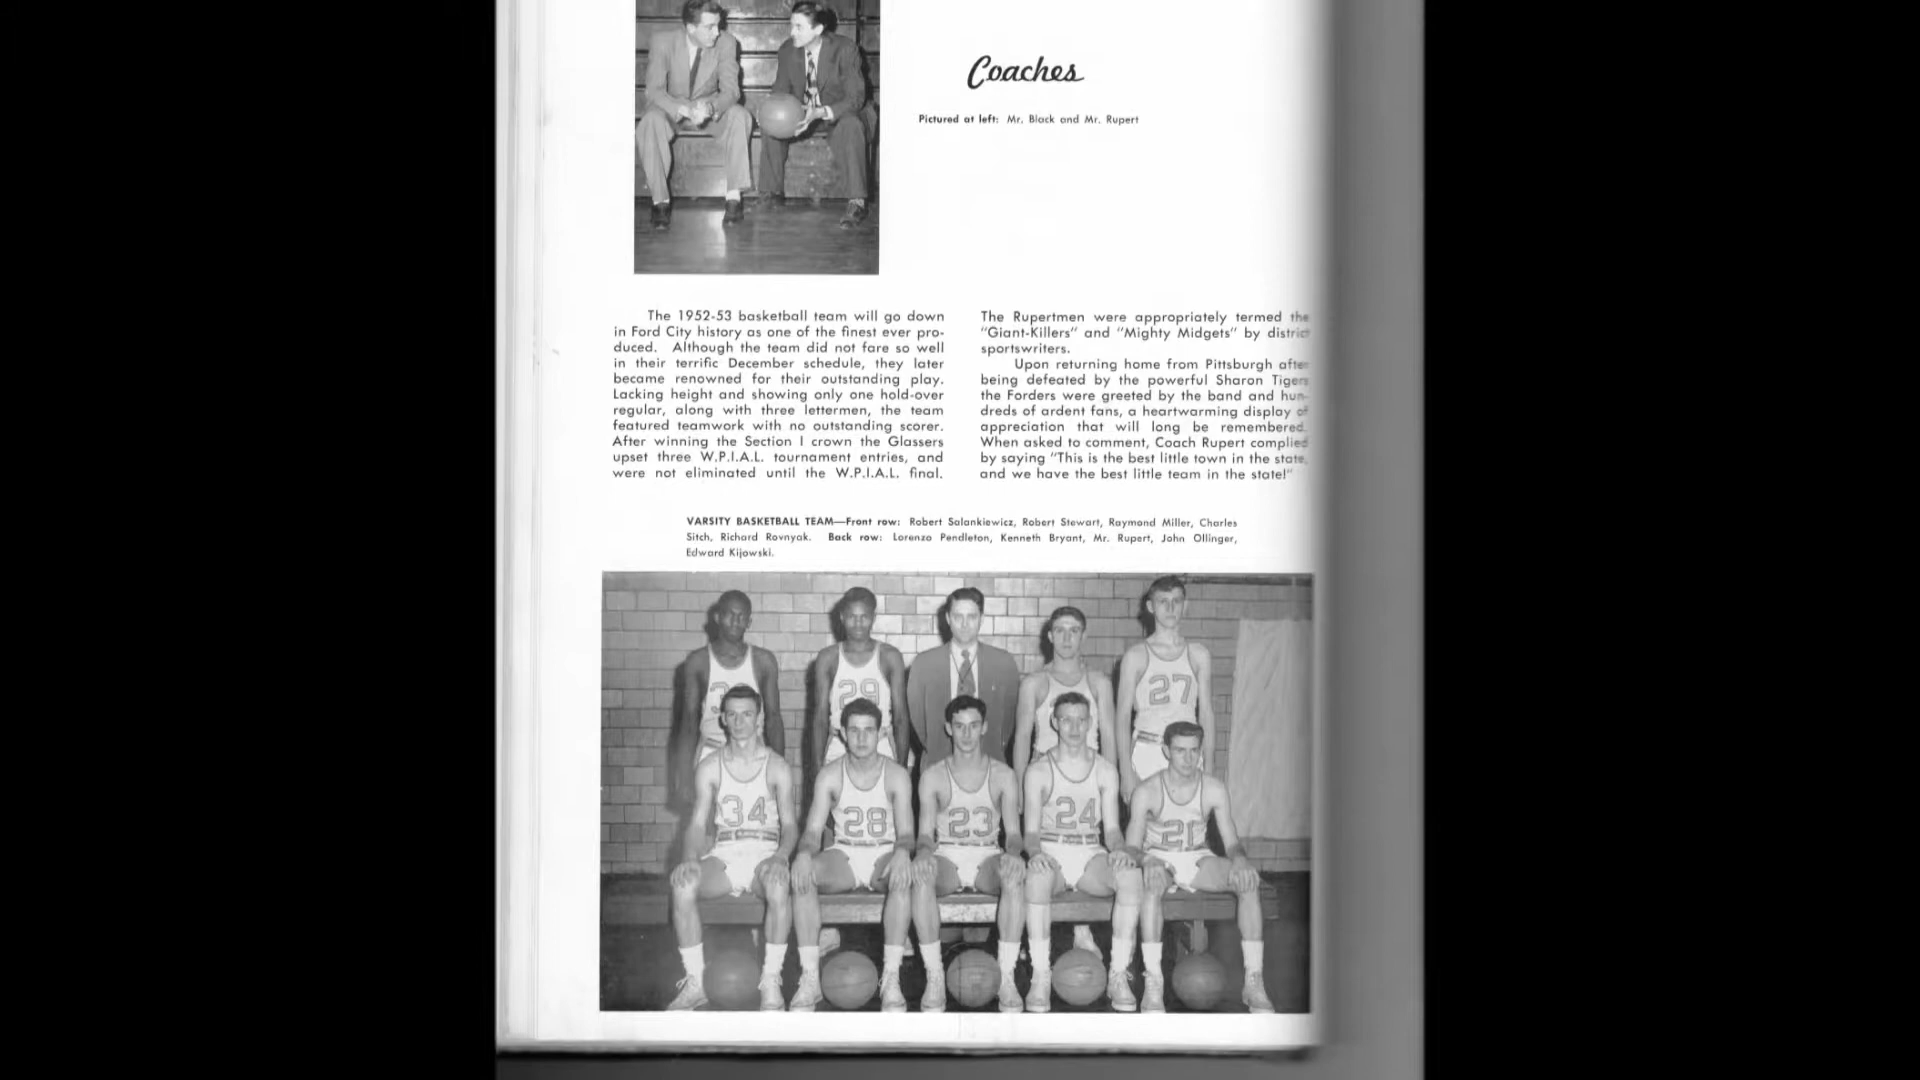 Coaches
Pictured at left: Mr. Black and Mr. Rupert
The 1952-53 basketball team will go down
in Ford City history as one of the finest ever pro-
duced. Although the team did not fare so well
in their terrific December schedule, they later
became renowned for their outstanding play.
Lacking height and showing only one hold-over
regular, along with three lettermen, the team
featured teamwork with no outstanding scorer.
After winning the Section I crown the Glassers
upset three W.P.I.A.L. tournament entries, and
were not eliminated until the W.P.I.A.L. final.
The Rupertmen were appropriately termed the
"Giant-Killers" and "Mighty Midgets" by district
sportswriters.
Upon returning home from Pittsburgh after
being defeated by the powerful Sharon Tigers
the Forders were greeted by the band and hun-
dreds of ardent fans, a heartwarming display of
appreciation that will long be remembered.
When asked to comment, Coach Rupert complied
by saying "This is the best little town in the state,
and we have the best little team in the state!"
VARSITY BASKETBALL TEAM—Front row: Robert Salankiewicz, Robert Stewart, Raymond Miller, Charles
Sitch, Richard Rovnyak. Back row: Lorenzo Pendleton, Kenneth Bryant, Mr. Rupert, John Ollinger,
Edward Kijowski.
29
27
34
28
23
24
21